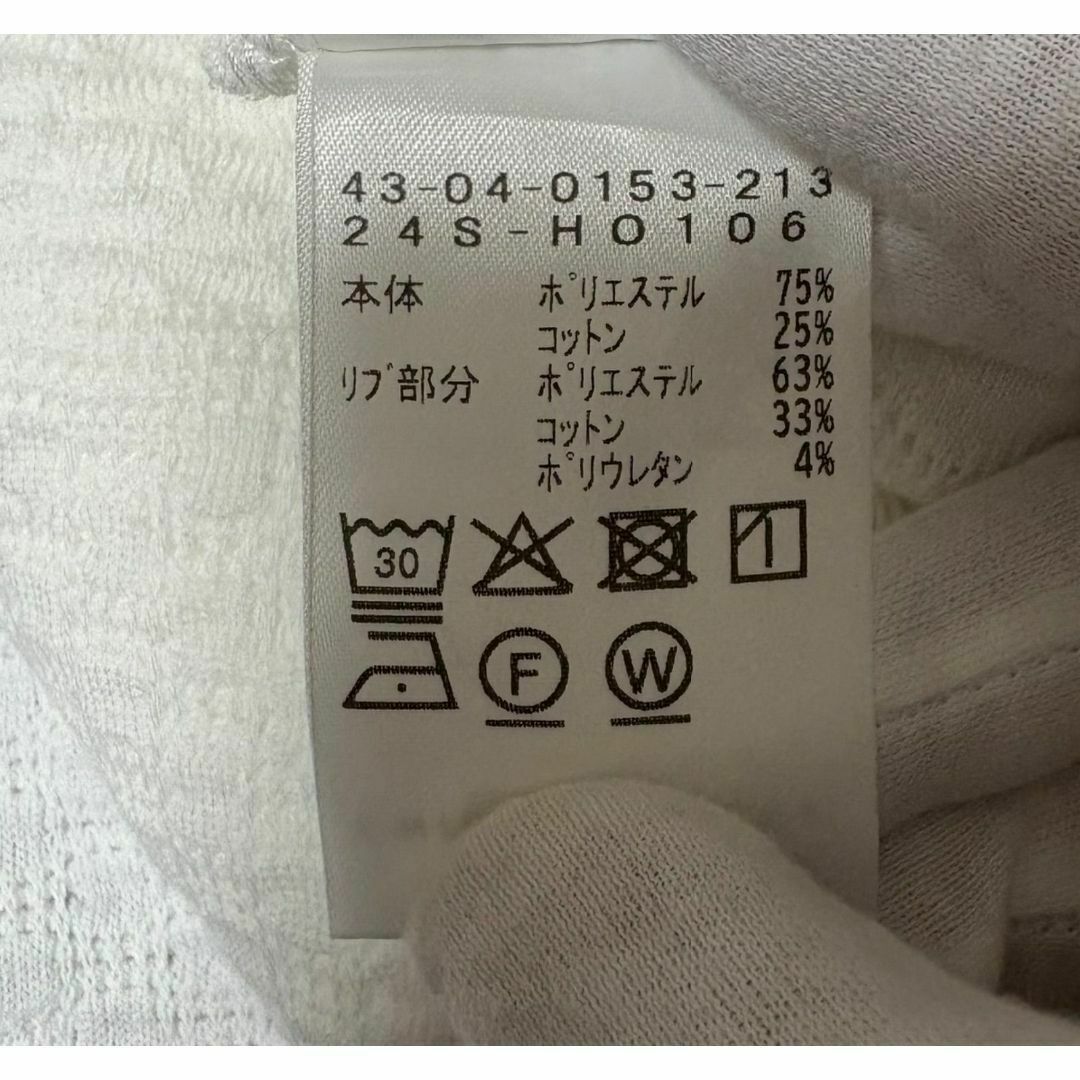 43-04-0153-213
24S-HO106
本体 ポリエステル 75%
コットン 25%
リブ部分 ポリエステル 63%
コットン 33%
ポリウレタン 4%
30
F W